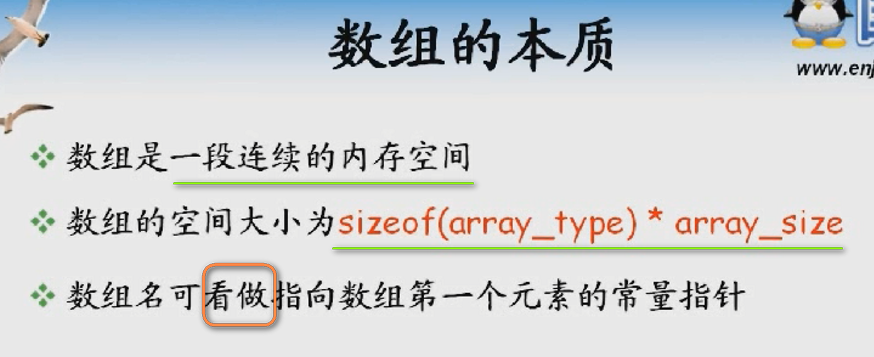 数组的本质
www.enj
数组是一段连续的内存空间
数组的空间大小为sizeof(array_type) * array_size
数组名可看做指向数组第一个元素的常量指针